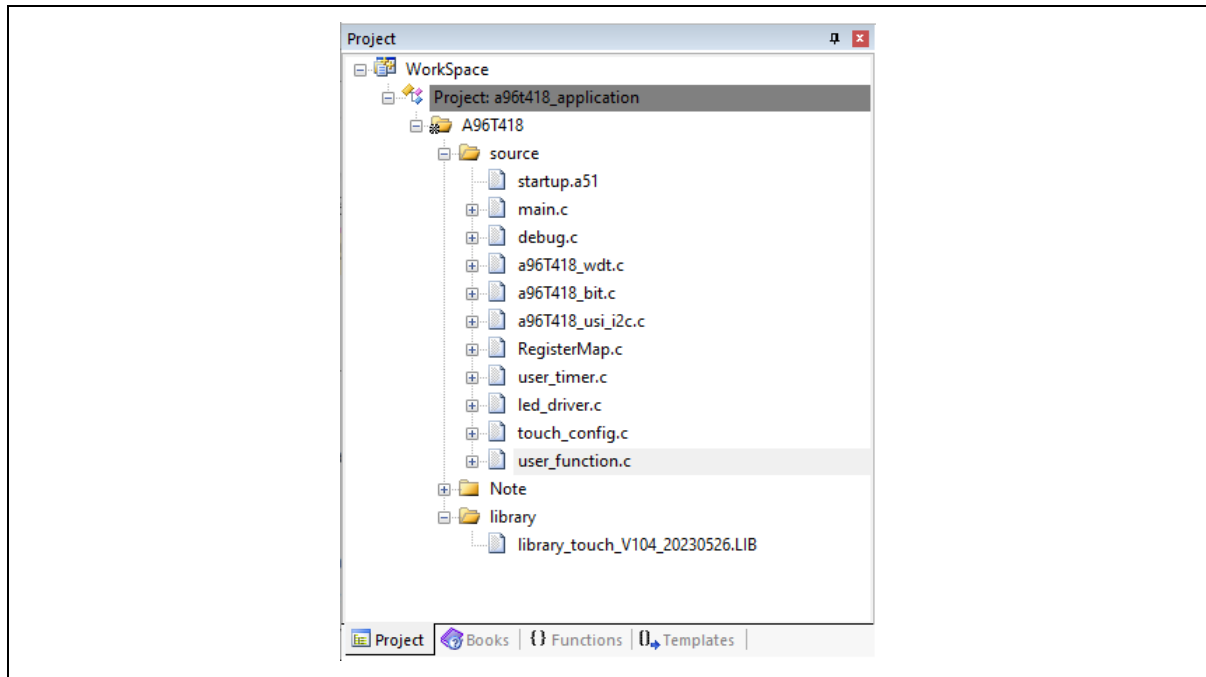 Project
WorkSpace
Project: a96t418_application
A96T418
source
startup.a51
main.c
debug.c
a96T418_wdt.c
a96T418_bit.c
a96T418_usi_i2c.c
RegisterMap.c
user_timer.c
led_driver.c
touch_config.c
user_function.c
Note
library
library_touch_V104_20230526.LIB
Project Books {} Functions 0 Templates